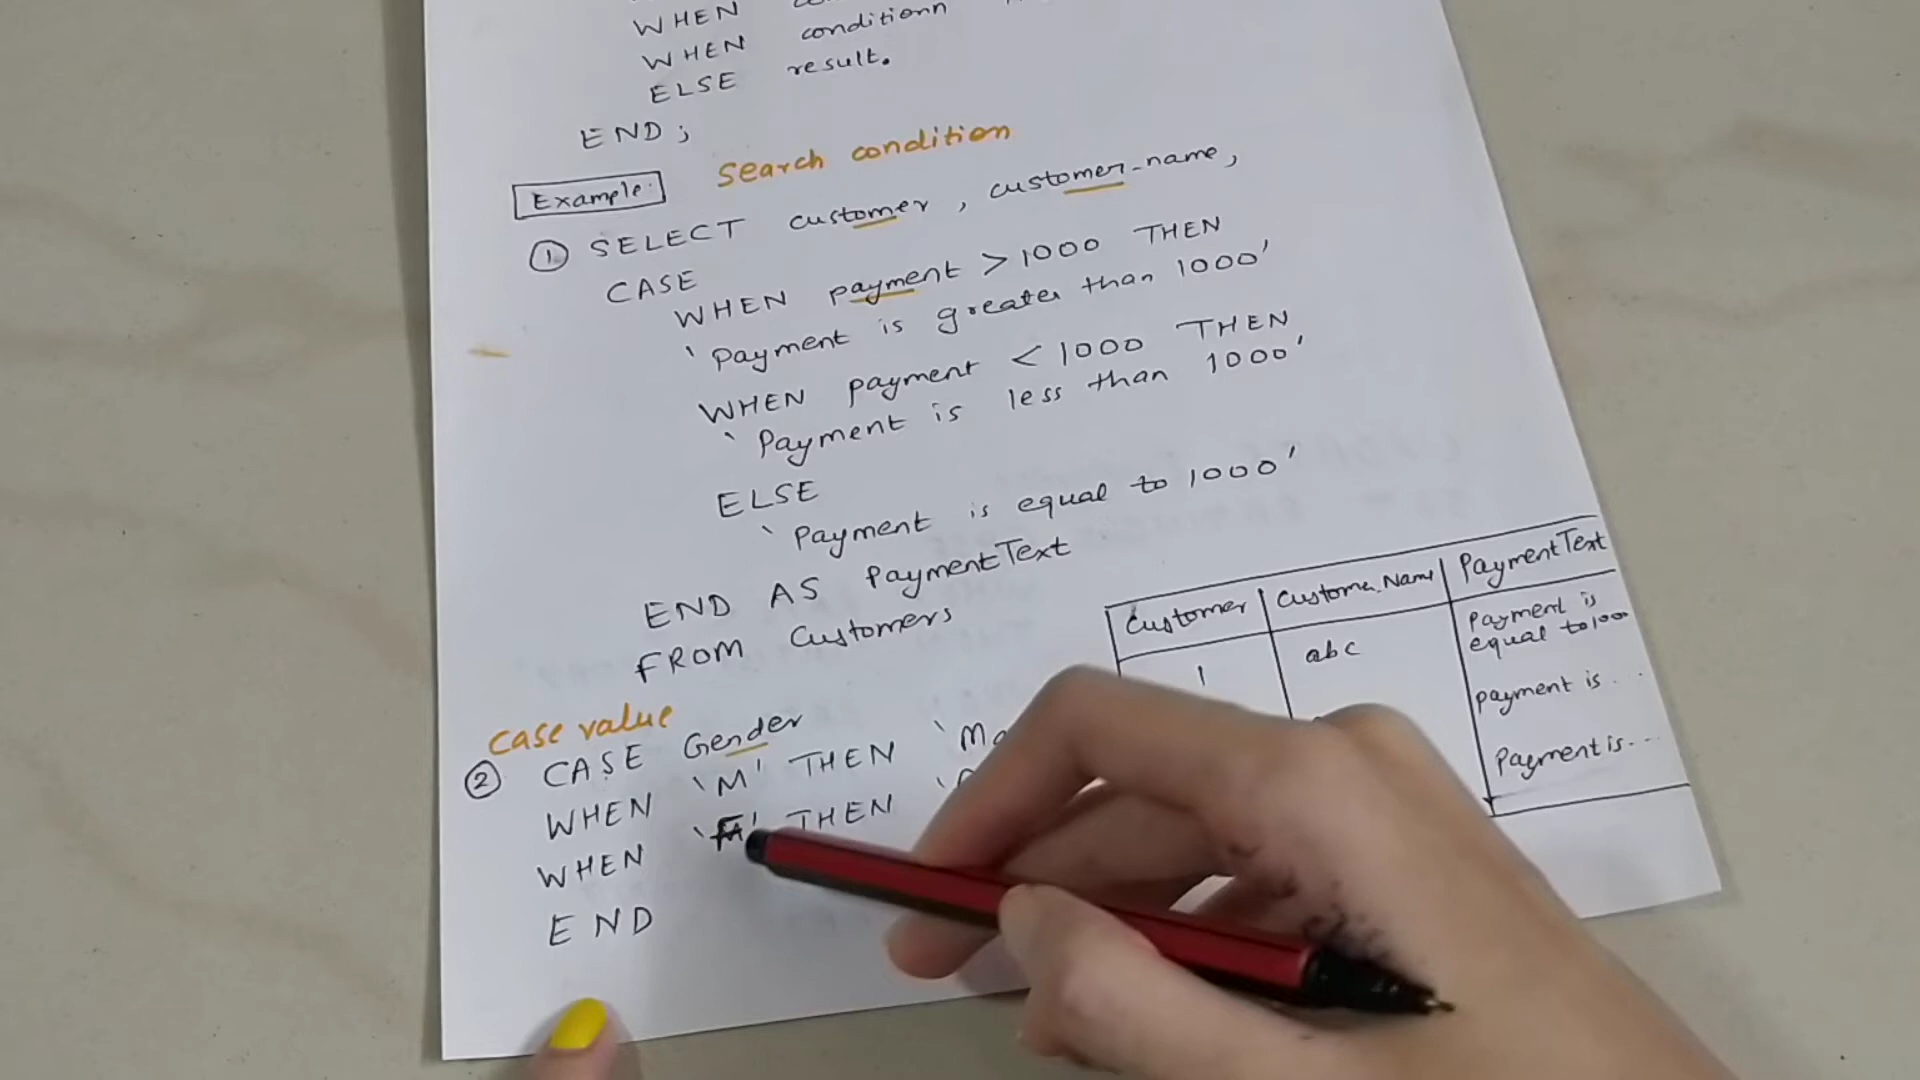 WHEN
WHEN conditionn
ELSE result.
END;
Example: Search condition
① SELECT customer, customer_name,
CASE
WHEN payment > 1000 THEN
`Payment is greater than 1000'
WHEN payment < 1000 THEN
`Payment is less than 1000'
ELSE
`Payment is equal to 1000'
END AS PaymentText
FROM Customers
Customer Custome.Name PaymentText
1 abc Payment is
equal to 1000
payment is ...
Payment is ...
Case value
② CASE Gender
WHEN `M' THEN `Ma
WHEN `F' THEN `
END